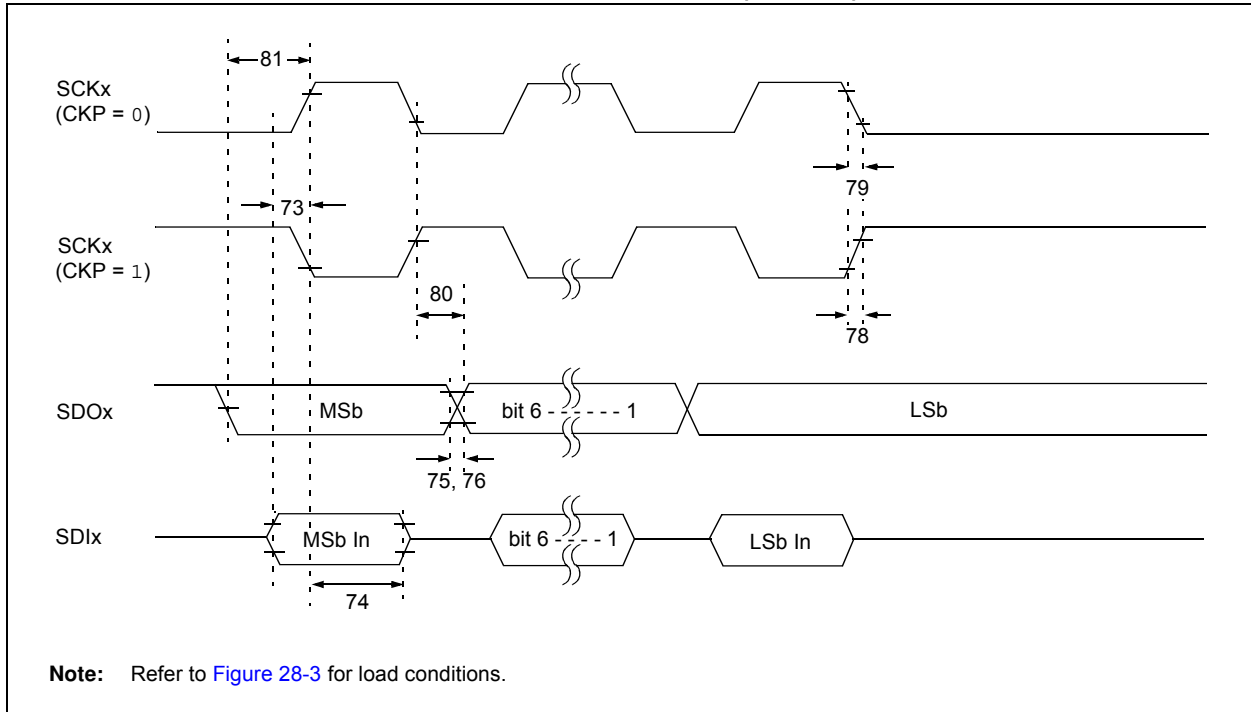 81
SCKx
(CKP = 0)
79
73
SCKx
(CKP = 1)
80
78
SDOx
MSb
bit 6 - - - - - - 1
LSb
75, 76
SDIx
MSb In
bit 6 - - - - 1
LSb In
74
Note: Refer to Figure 28-3 for load conditions.